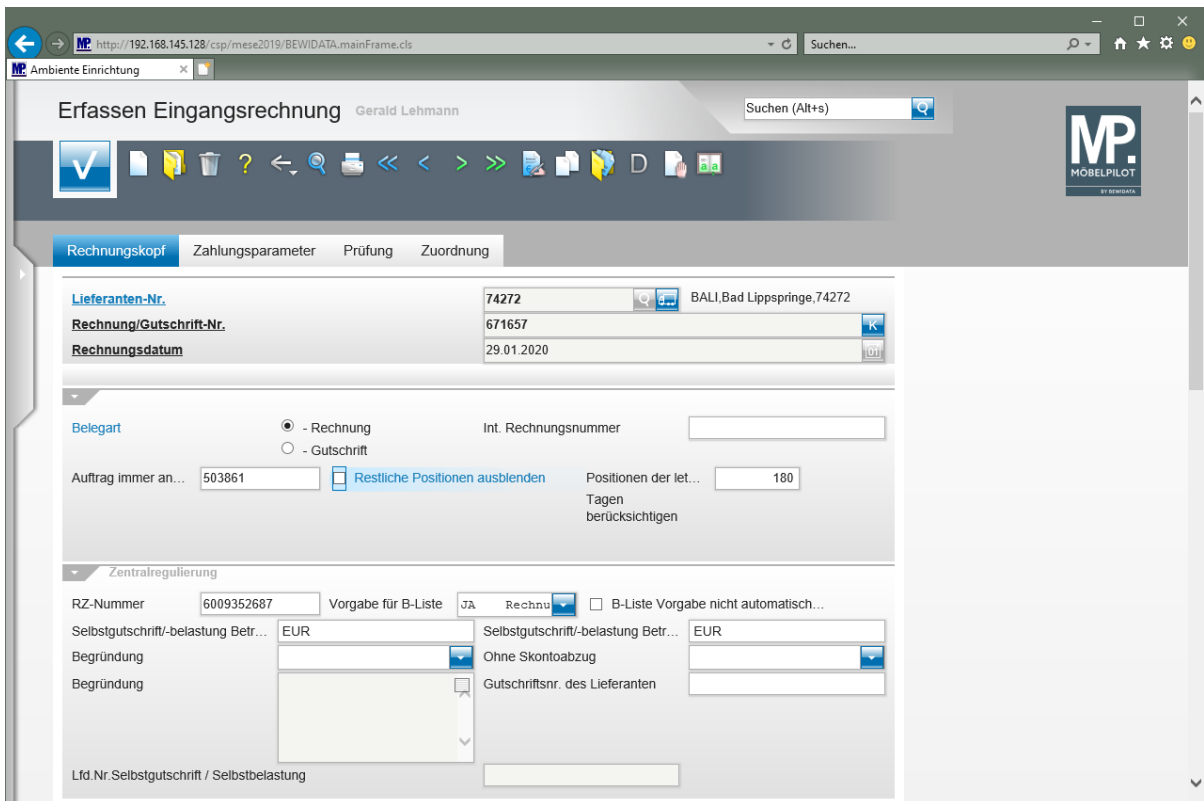 http://192.168.145.128/csp/mese2019/BEWIDATA.mainFrame.cls
Suchen...
MP. Ambiente Einrichtung
Erfassen Eingangsrechnung Gerald Lehmann
Suchen (Alt+s)
MP.
MÖBELPILOT
BY BEWIDATA
? D a a
Rechnungskopf Zahlungsparameter Prüfung Zuordnung
Lieferanten-Nr. 74272 BALI,Bad Lippspringe,74272
Rechnung/Gutschrift-Nr. 671657 K
Rechnungsdatum 29.01.2020 01
Belegart - Rechnung Int. Rechnungsnummer
- Gutschrift
Auftrag immer an... 503861 Restliche Positionen ausblenden Positionen der let... 180
Tagen
berücksichtigen
Zentralregulierung
RZ-Nummer 6009352687 Vorgabe für B-Liste JA Rechnu B-Liste Vorgabe nicht automatisch...
Selbstgutschrift/-belastung Betr... EUR Selbstgutschrift/-belastung Betr... EUR
Begründung Ohne Skontoabzug
Begründung Gutschriftsnr. des Lieferanten
Lfd.Nr.Selbstgutschrift / Selbstbelastung